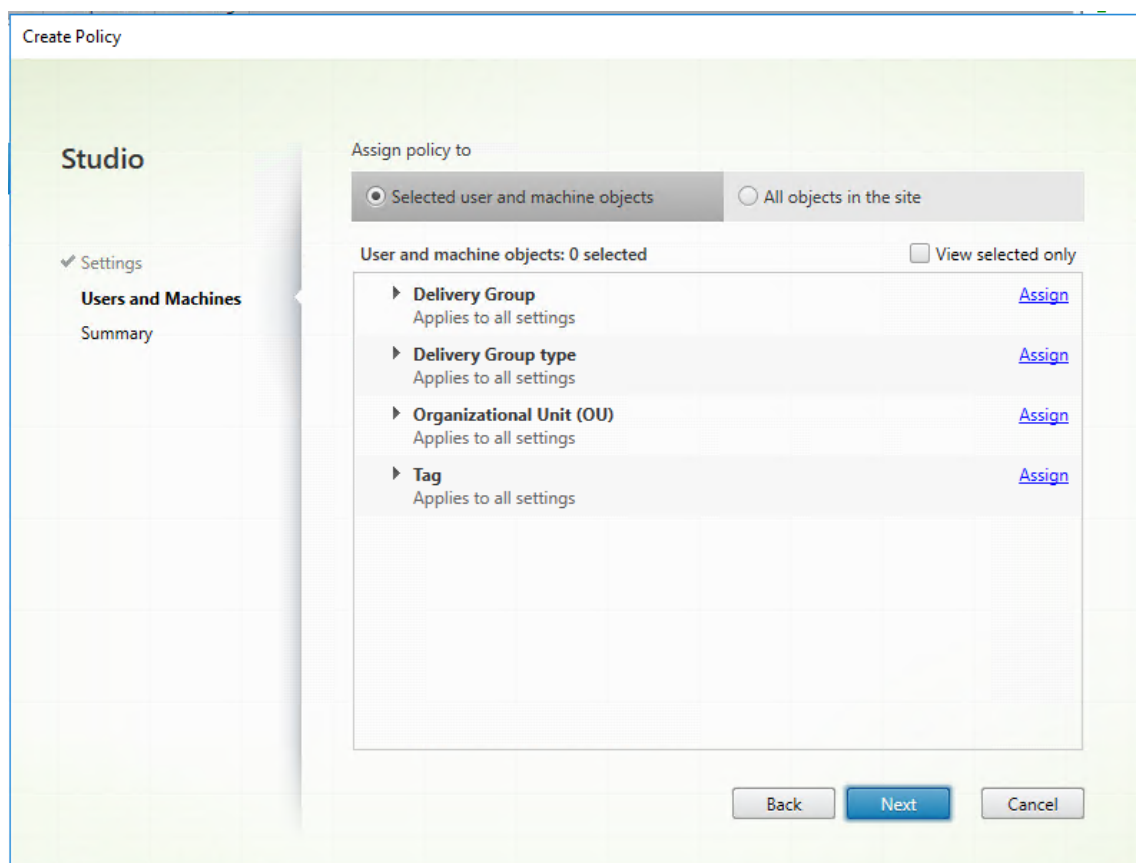 Create Policy
Studio
Settings
Users and Machines
Summary
Assign policy to
Selected user and machine objects
All objects in the site
User and machine objects: 0 selected
View selected only
Delivery Group
Assign
Applies to all settings
Delivery Group type
Assign
Applies to all settings
Organizational Unit (OU)
Assign
Applies to all settings
Tag
Assign
Applies to all settings
Back
Next
Cancel